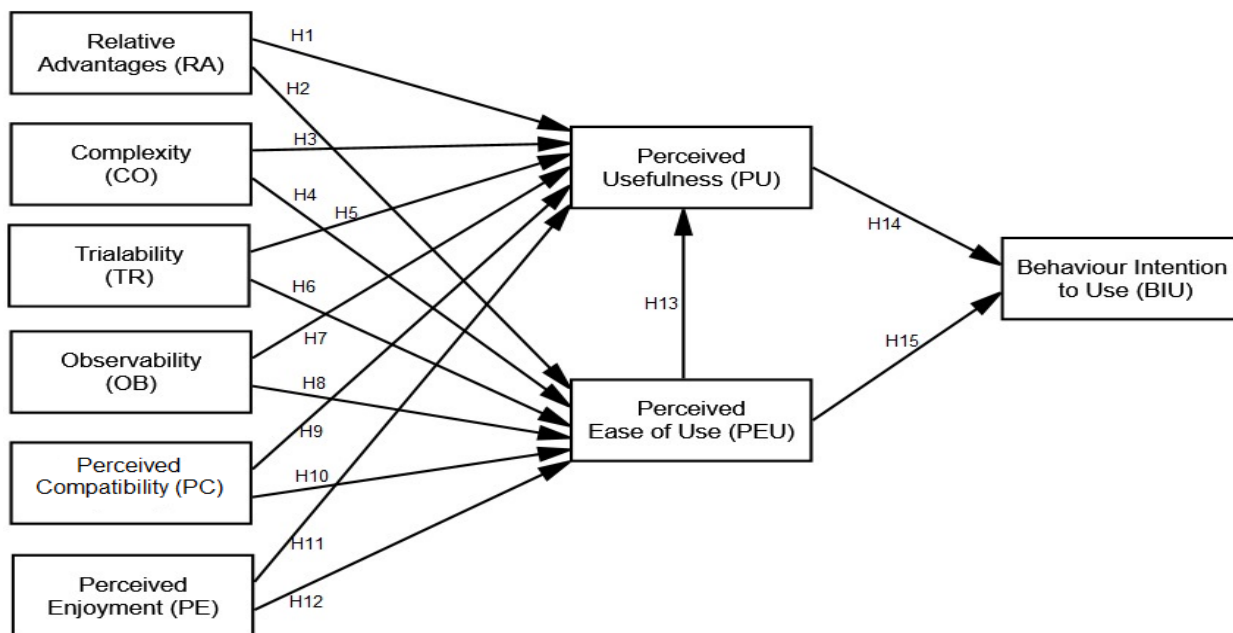 Relative
Advantages (RA)
H1
H2
Complexity
(CO)
H3
H4
Trialability
(TR)
H5
H6
Observability
(OB)
H7
H8
Perceived
Compatibility (PC)
H9
H10
Perceived
Enjoyment (PE)
H11
H12
Perceived
Usefulness (PU)
H13
Perceived
Ease of Use (PEU)
H14
H15
Behaviour Intention
to Use (BIU)